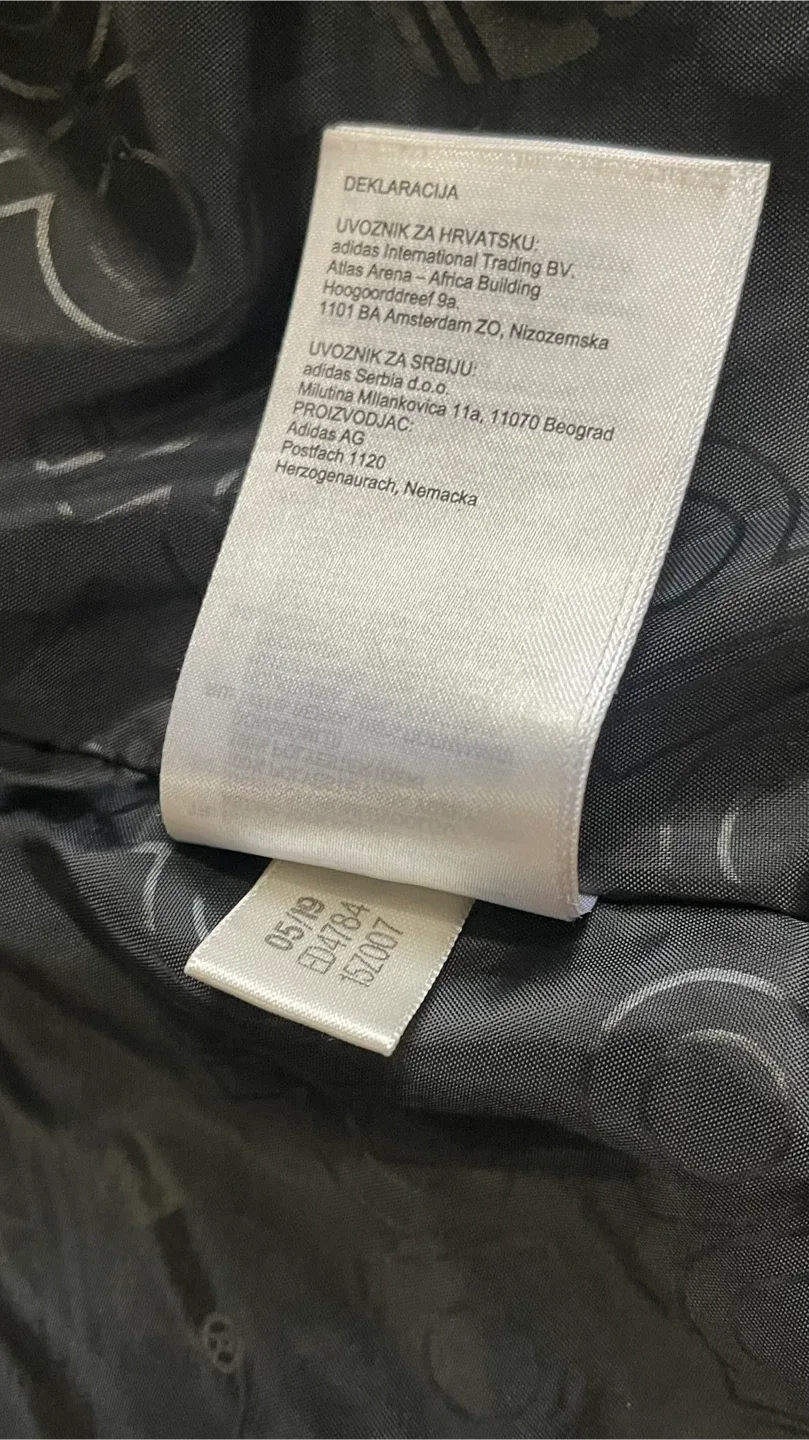 DEKLARACIJA
UVOZNIK ZA HRVATSKU:
adidas International Trading BV.
Atlas Arena – Africa Building
Hoogoorddreef 9a.
1101 BA Amsterdam ZO, Nizozemska
UVOZNIK ZA SRBIJU:
adidas Serbia d.o.o.
Milutina MIlankovica 11a, 11070 Beograd
PROIZVODJAC:
Adidas AG
Postfach 1120
Herzogenaurach, Nemacka
05/19
ED4784
15Z007